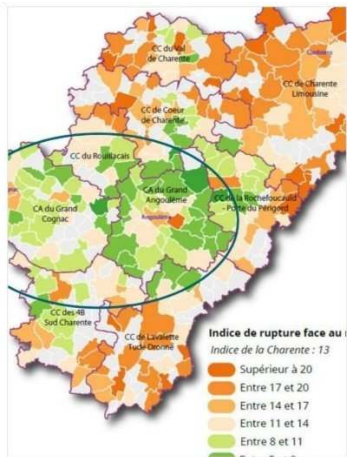 CC du Val
de Charente
CC de Charente
Limousine
CC de Coeur
de Charente
CC du Rouillacais
CA du Grand
Angoulême
CC de la Rochefoucauld
- Porte du Périgord
CA du Grand
Cognac
Angoulême
CC des 4B
Sud Charente
CC de Lavalette
Tude Dronne
Indice de rupture face au
Indice de la Charente : 13
Supérieur à 20
Entre 17 et 20
Entre 14 et 17
Entre 11 et 14
Entre 8 et 11